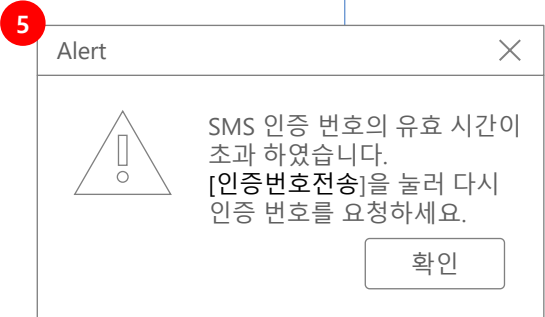 5
Alert
SMS 인증 번호의 유효 시간이
초과 하였습니다.
[인증번호전송]을 눌러 다시
인증 번호를 요청하세요.
확인